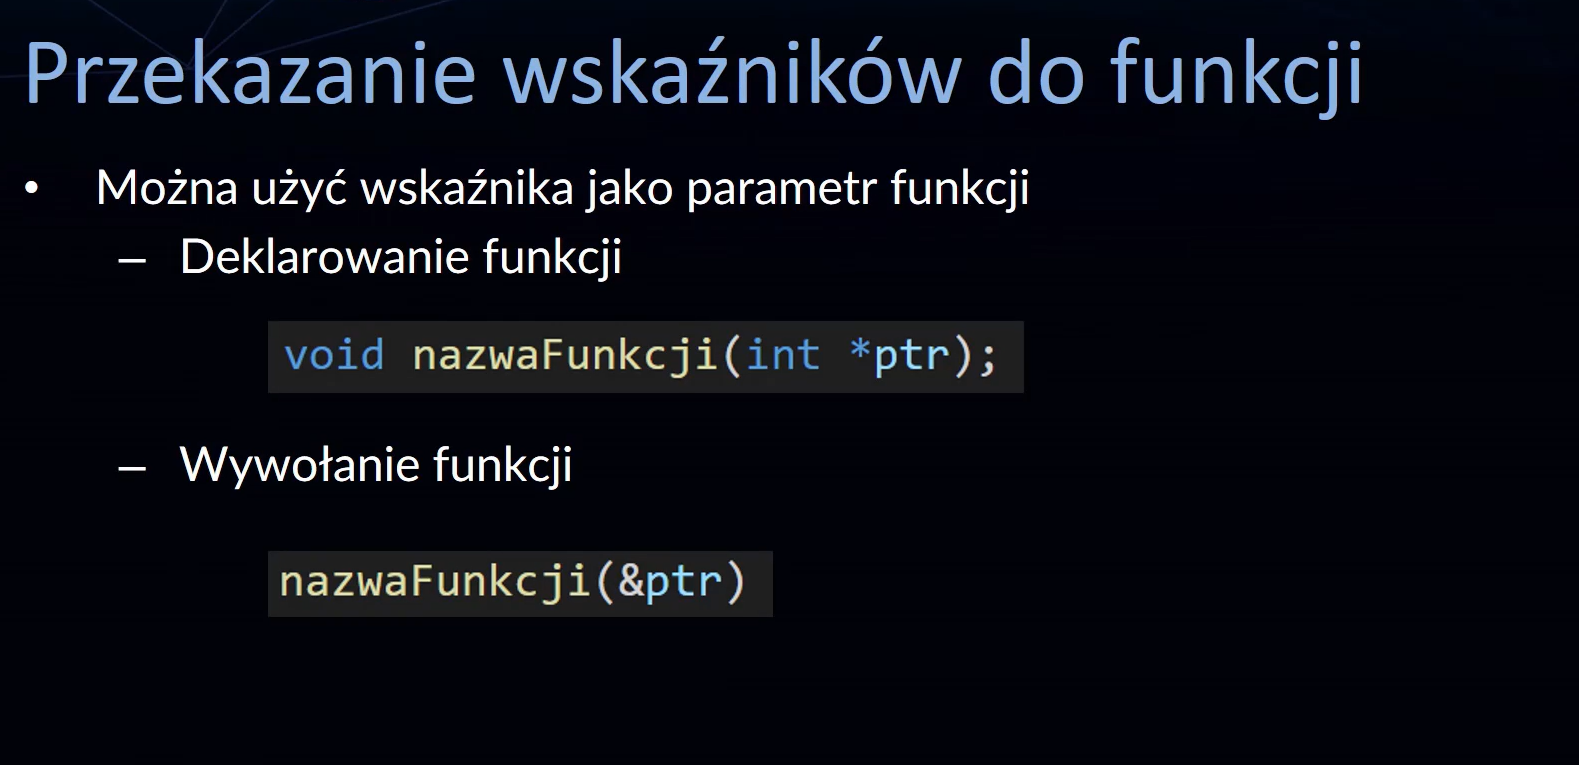 Przekazanie wskaźników do funkcji
• Można użyć wskaźnika jako parametr funkcji
– Deklarowanie funkcji
void nazwaFunkcji(int *ptr);
– Wywołanie funkcji
nazwaFunkcji(&ptr)